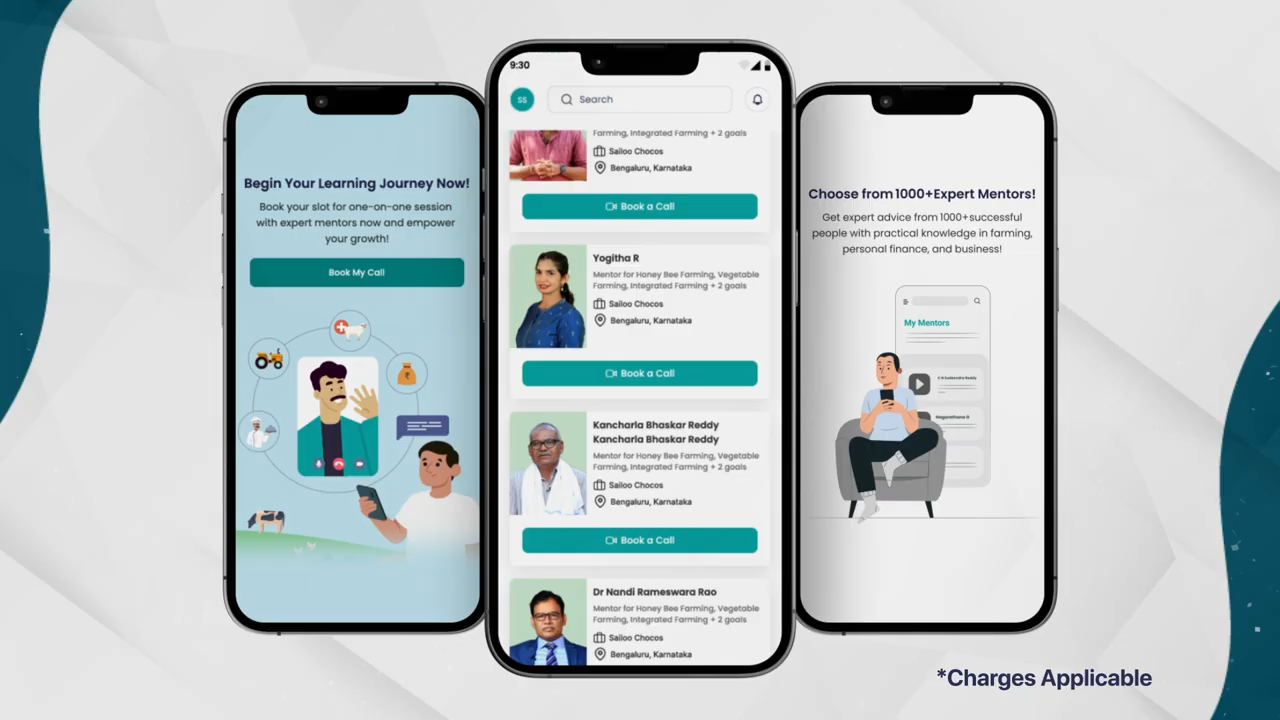 Begin Your Learning Journey Now!
Book your slot for one-on-one session
with expert mentors now and empower
your growth!
Book My Call
9:30
SS
Search
Farming, Integrated Farming + 2 goals
Sailoo Chocos
Bengaluru, Karnataka
Book a Call
Yogitha R
Mentor for Honey Bee Farming, Vegetable
Farming, Integrated Farming + 2 goals
Sailoo Chocos
Bengaluru, Karnataka
Book a Call
Kancharla Bhaskar Reddy
Kancharla Bhaskar Reddy
Mentor for Honey Bee Farming, Vegetable
Farming, Integrated Farming + 2 goals
Sailoo Chocos
Bengaluru, Karnataka
Book a Call
Dr Nandi Rameswara Rao
Mentor for Honey Bee Farming, Vegetable
Farming, Integrated Farming + 2 goals
Sailoo Chocos
Bengaluru, Karnataka
Choose from 1000+Expert Mentors!
Get expert advice from 1000+successful
people with practical knowledge in farming,
personal finance, and business!
My Mentors
Nagarathana G
*Charges Applicable